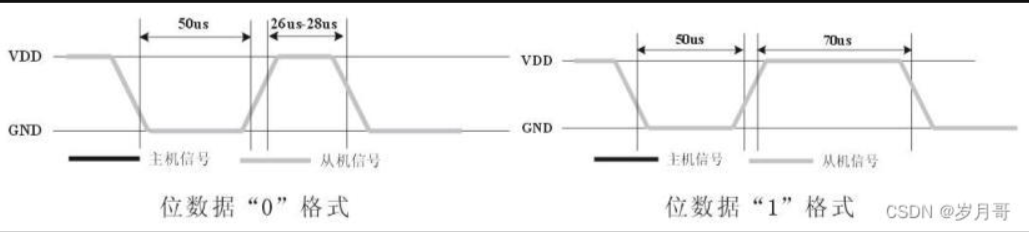 50us
26us-28us
VDD
GND
主机信号
从机信号
位数据“0”格式
50us
70us
VDD
GND
主机信号
从机信号
位数据“1”格式
CSDN @岁月哥